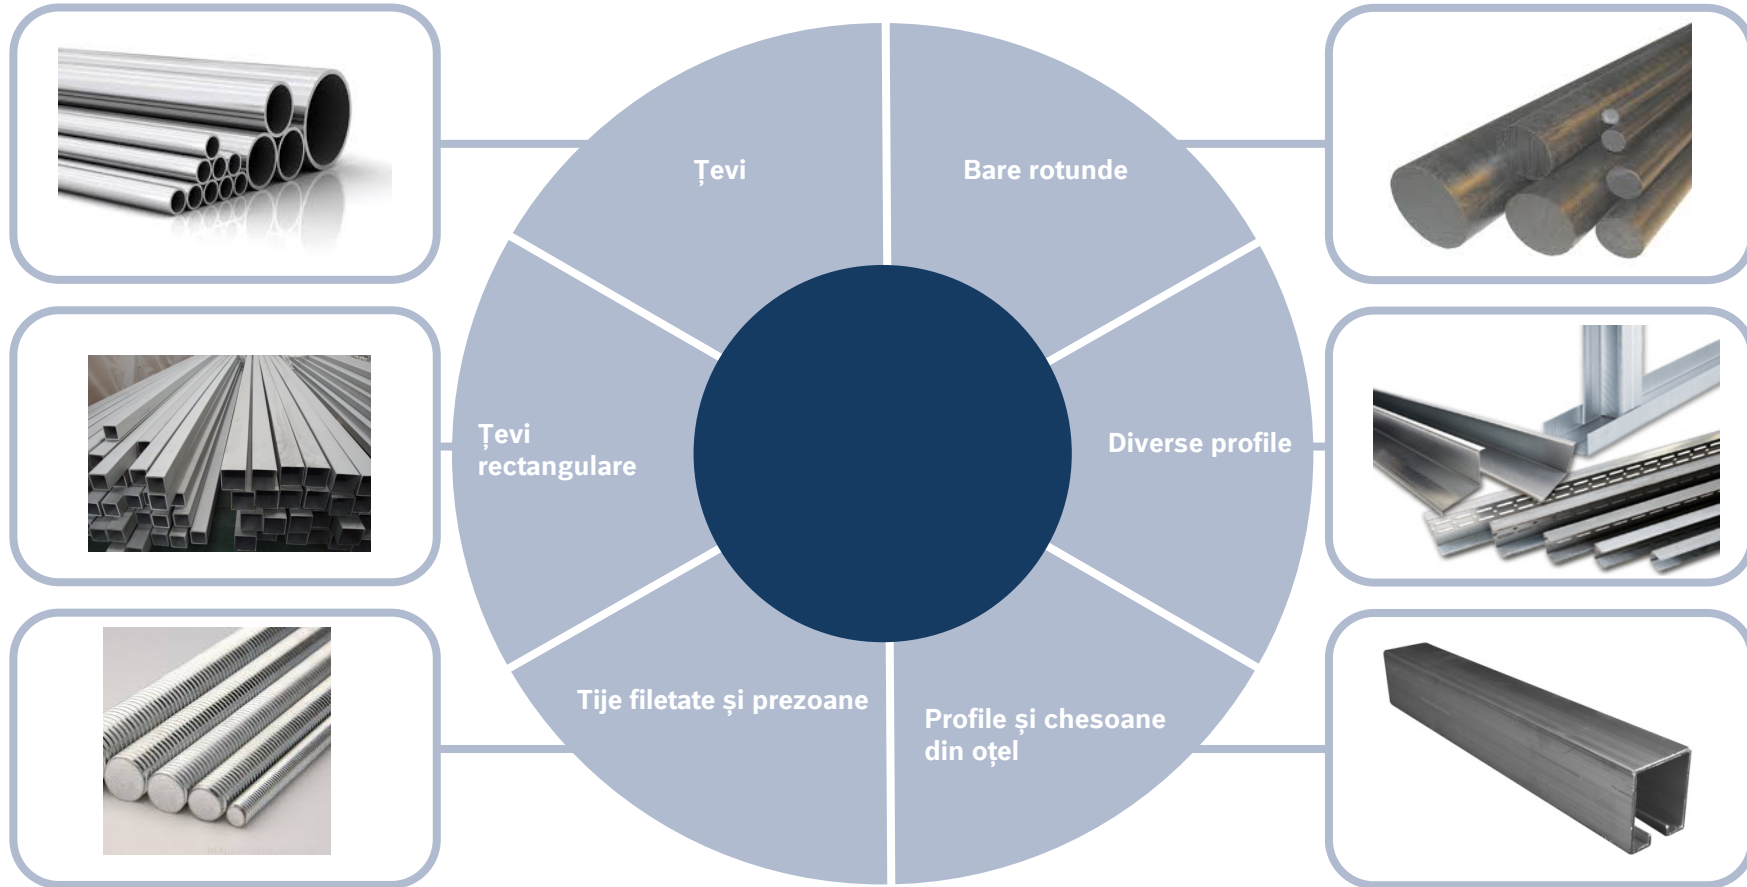 Țevi
Bare rotunde
Țevi
rectangulare
Diverse profile
Tije filetate și prezoane
Profile și chesoane
din oțel